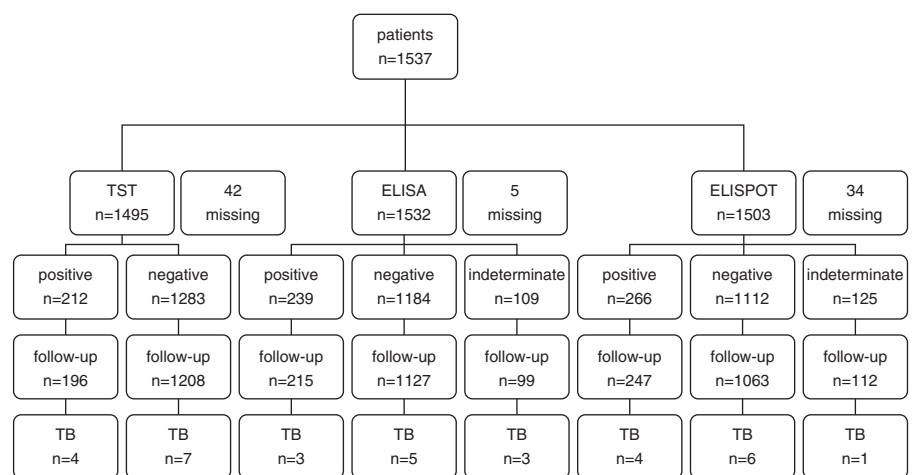 patients
n=1537
TST
n=1495
42
missing
ELISA
n=1532
5
missing
ELISPOT
n=1503
34
missing
positive
n=212
negative
n=1283
positive
n=239
negative
n=1184
indeterminate
n=109
positive
n=266
negative
n=1112
indeterminate
n=125
follow-up
n=196
follow-up
n=1208
follow-up
n=215
follow-up
n=1127
follow-up
n=99
follow-up
n=247
follow-up
n=1063
follow-up
n=112
TB
n=4
TB
n=7
TB
n=3
TB
n=5
TB
n=3
TB
n=4
TB
n=6
TB
n=1